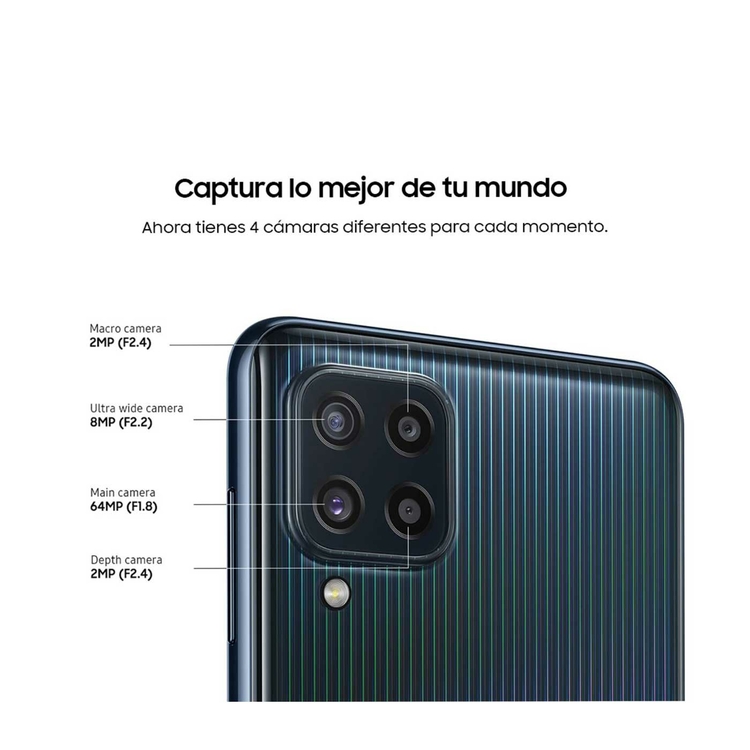 Captura lo mejor de tu mundo
Ahora tienes 4 cámaras diferentes para cada momento.
Macro camera
2MP (F2.4)
Ultra wide camera
8MP (F2.2)
Main camera
64MP (F1.8)
Depth camera
2MP (F2.4)